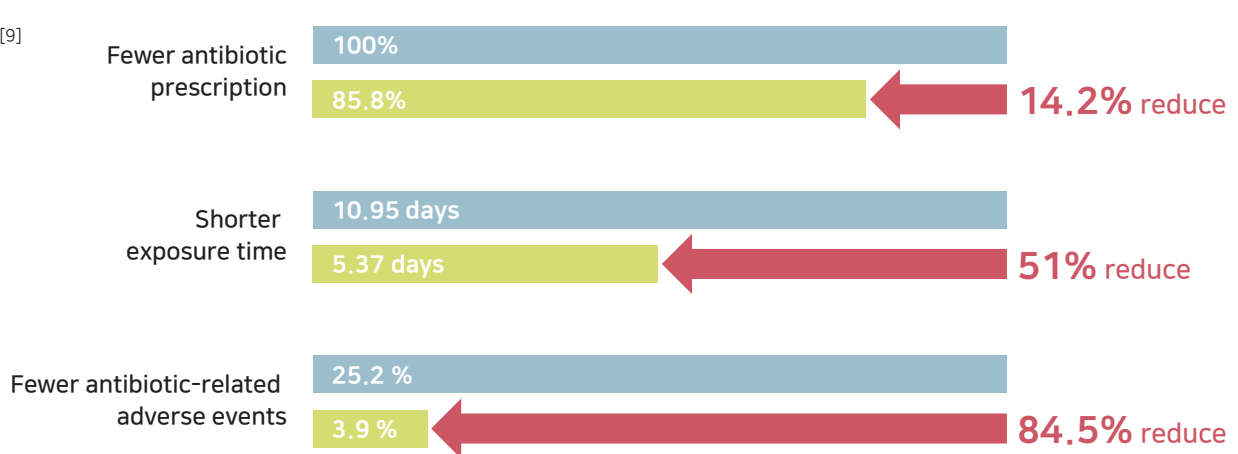 [9]
Fewer antibiotic
prescription
100%
85.8%
14.2% reduce
Shorter
exposure time
10.95 days
5.37 days
51% reduce
Fewer antibiotic-related
adverse events
25.2 %
3.9 %
84.5% reduce